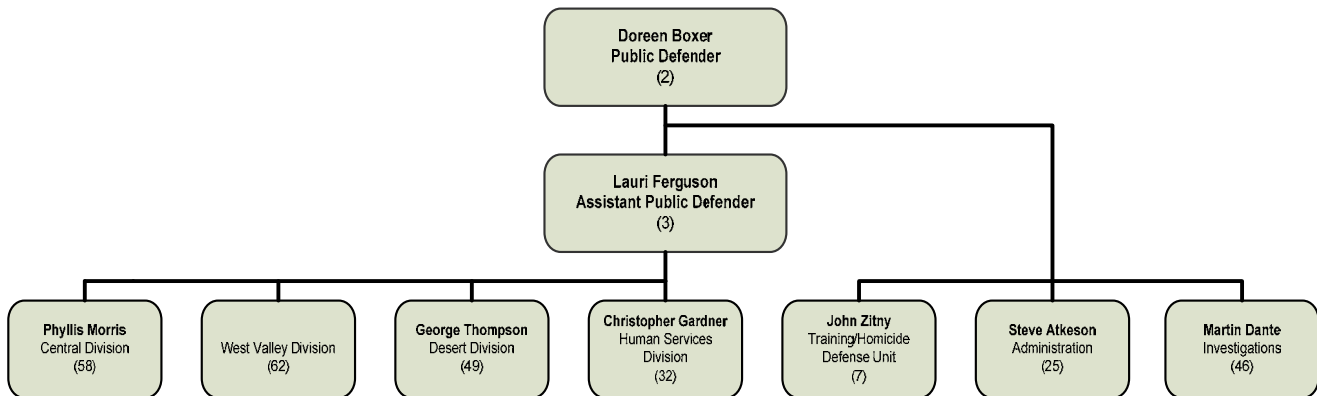 Doreen Boxer
Public Defender
(2)
Lauri Ferguson
Assistant Public Defender
(3)
Phyllis Morris
Central Division
(58)
West Valley Division
(62)
George Thompson
Desert Division
(49)
Christopher Gardner
Human Services
Division
(32)
John Zitny
Training/Homicide
Defense Unit
(7)
Steve Atkeson
Administration
(25)
Martin Dante
Investigations
(46)